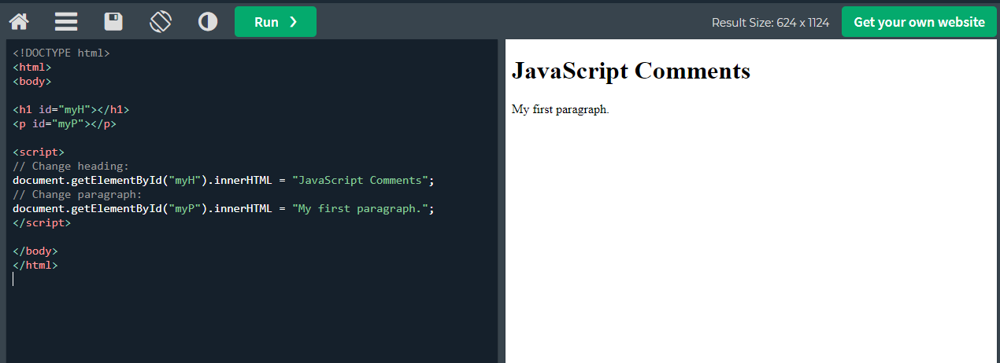 Run ❯
Result Size: 624 x 1124
Get your own website
<!DOCTYPE html>
<html>
<body>
<h1 id="myH"></h1>
<p id="myP"></p>
<script>
// Change heading:
document.getElementById("myH").innerHTML = "JavaScript Comments";
// Change paragraph:
document.getElementById("myP").innerHTML = "My first paragraph.";
</script>
</body>
</html>
JavaScript Comments
My first paragraph.